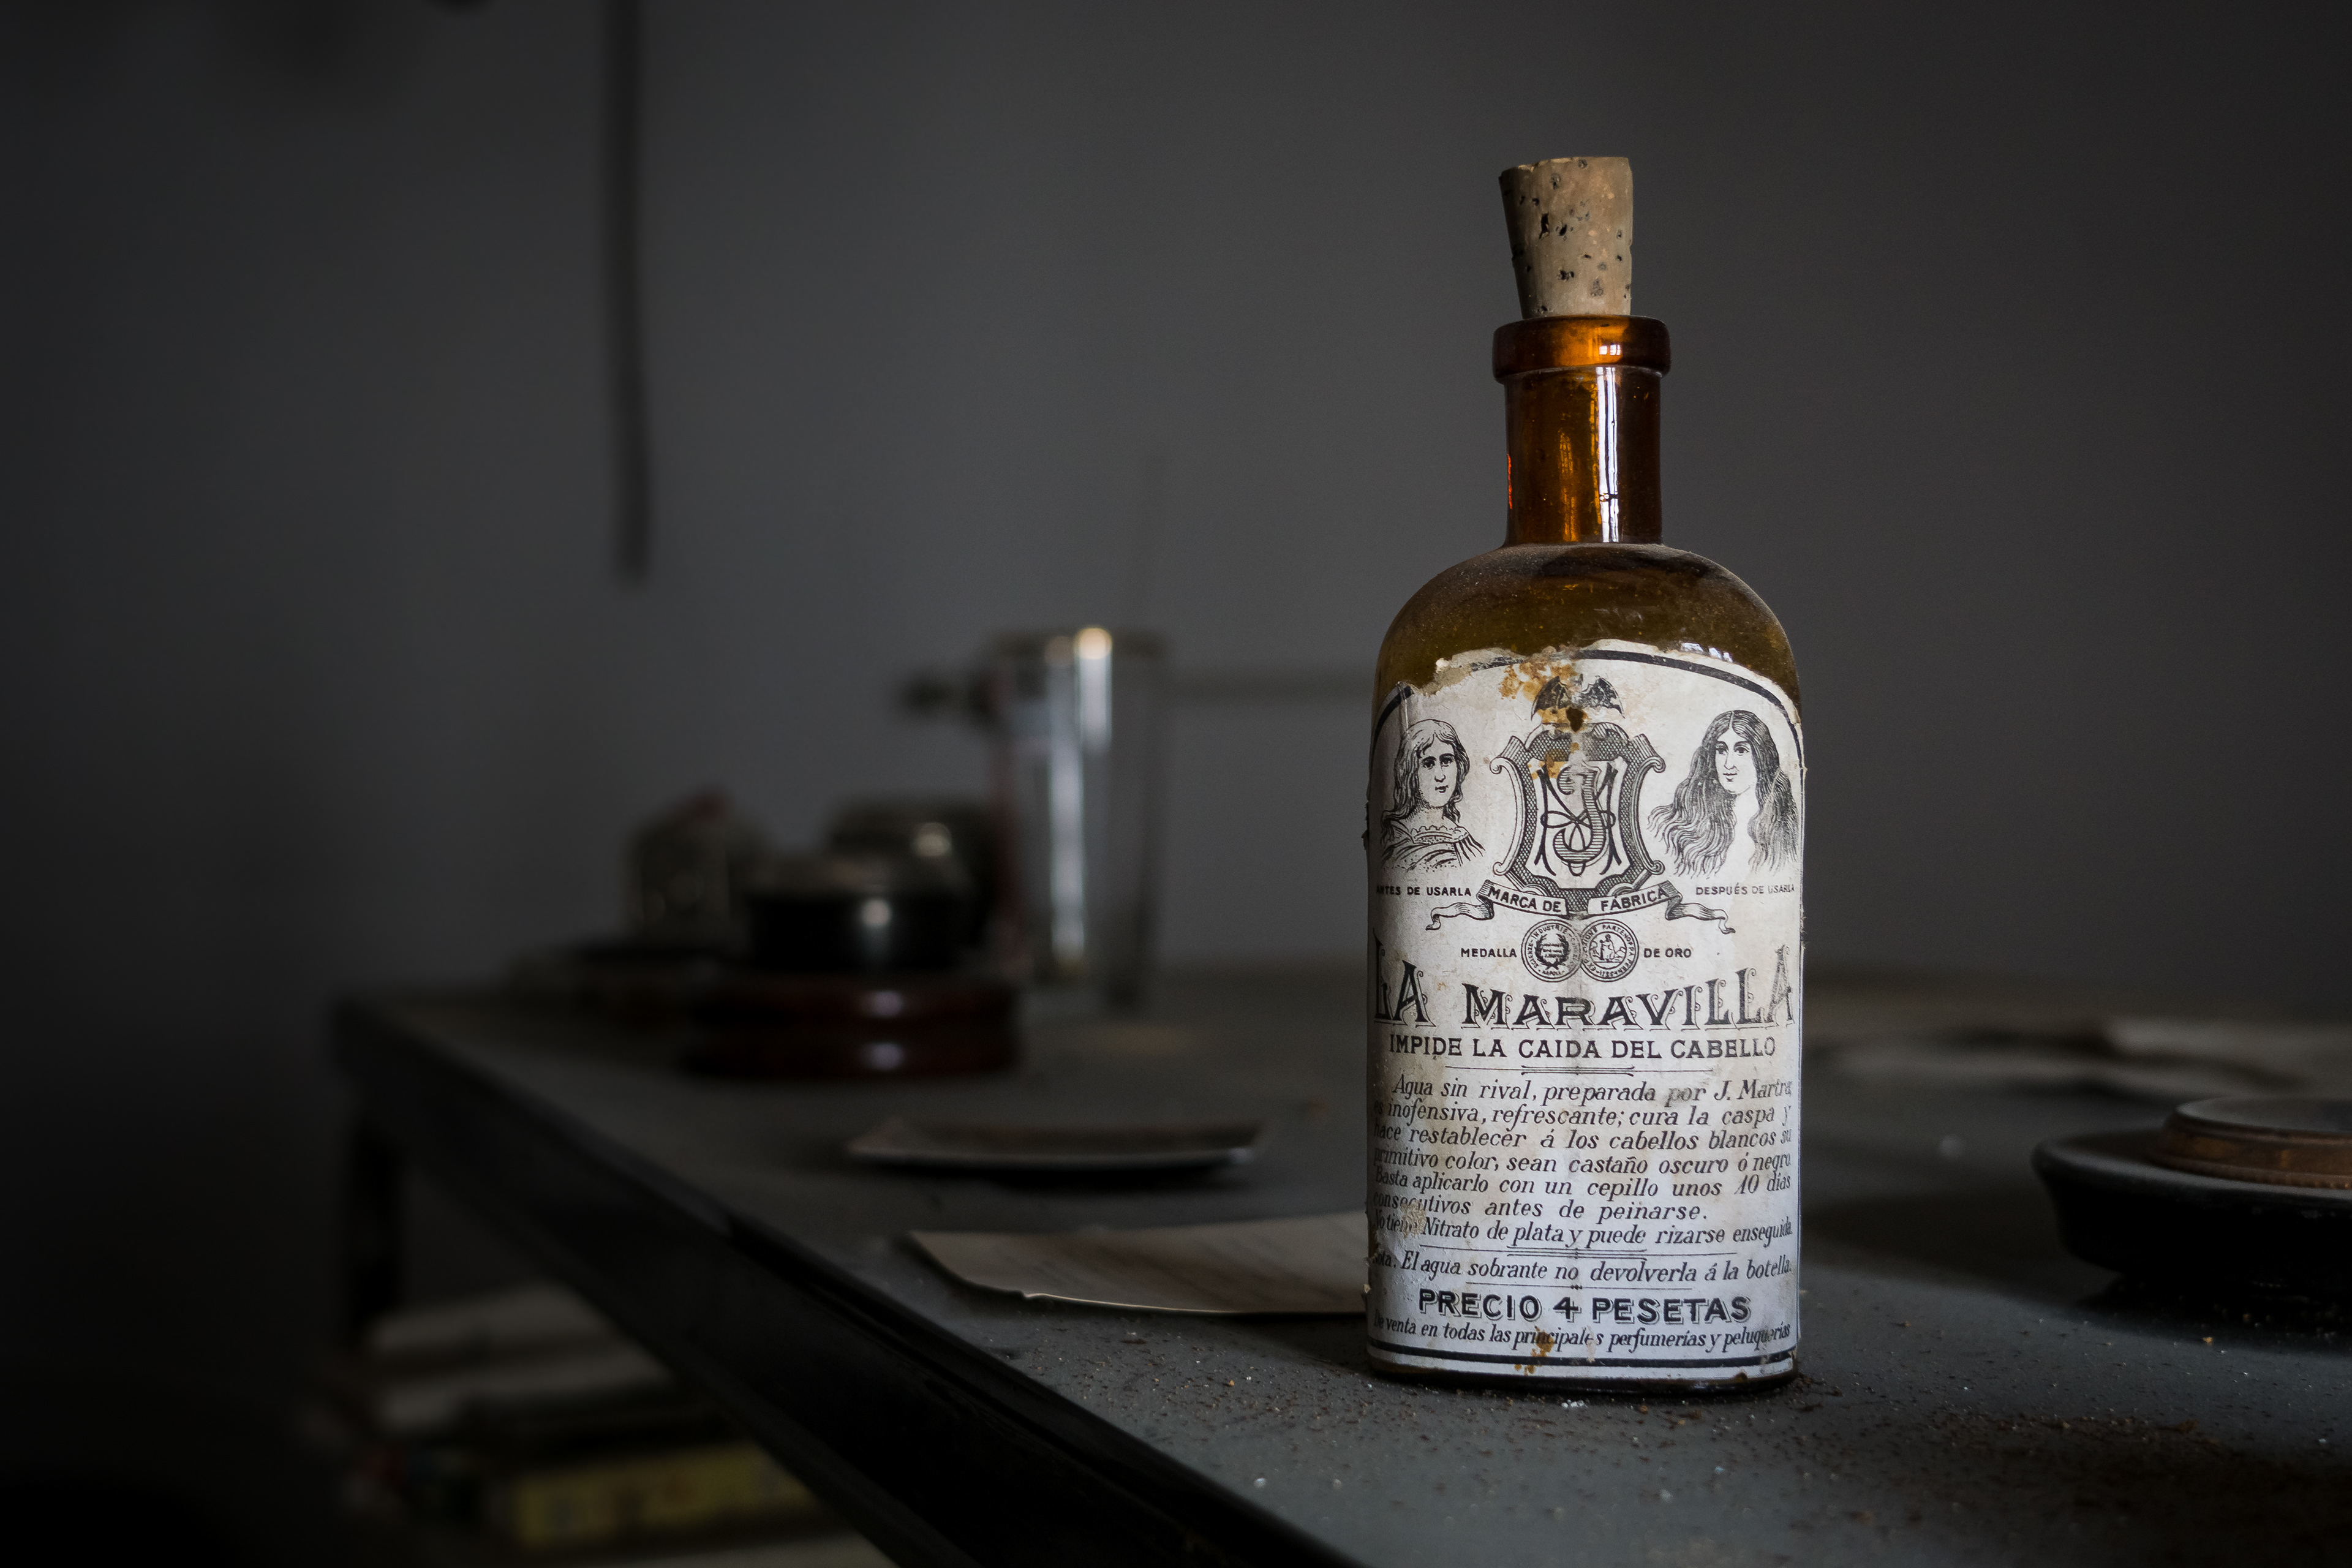 ANTES DE USARLA
DESPUÉS DE USARLA
MARCA DE FÁBRICA
MEDALLA DE ORO
LA MARAVILLA
IMPIDE LA CAIDA DEL CABELLO
Agua sin rival, preparada por J. Martra
es inofensiva, refrescante; cura la caspa y
hace restablecer á los cabellos blancos su
primitivo color, sean castaño oscuro ó negro.
Basta aplicarlo con un cepillo unos 10 dias
consecutivos antes de peinarse.
No tiene Nitrato de plata y puede rizarse enseguida.
Nota: El agua sobrante no devolverla á la botella.
PRECIO 4 PESETAS
De venta en todas las principales perfumerías y peluquerias